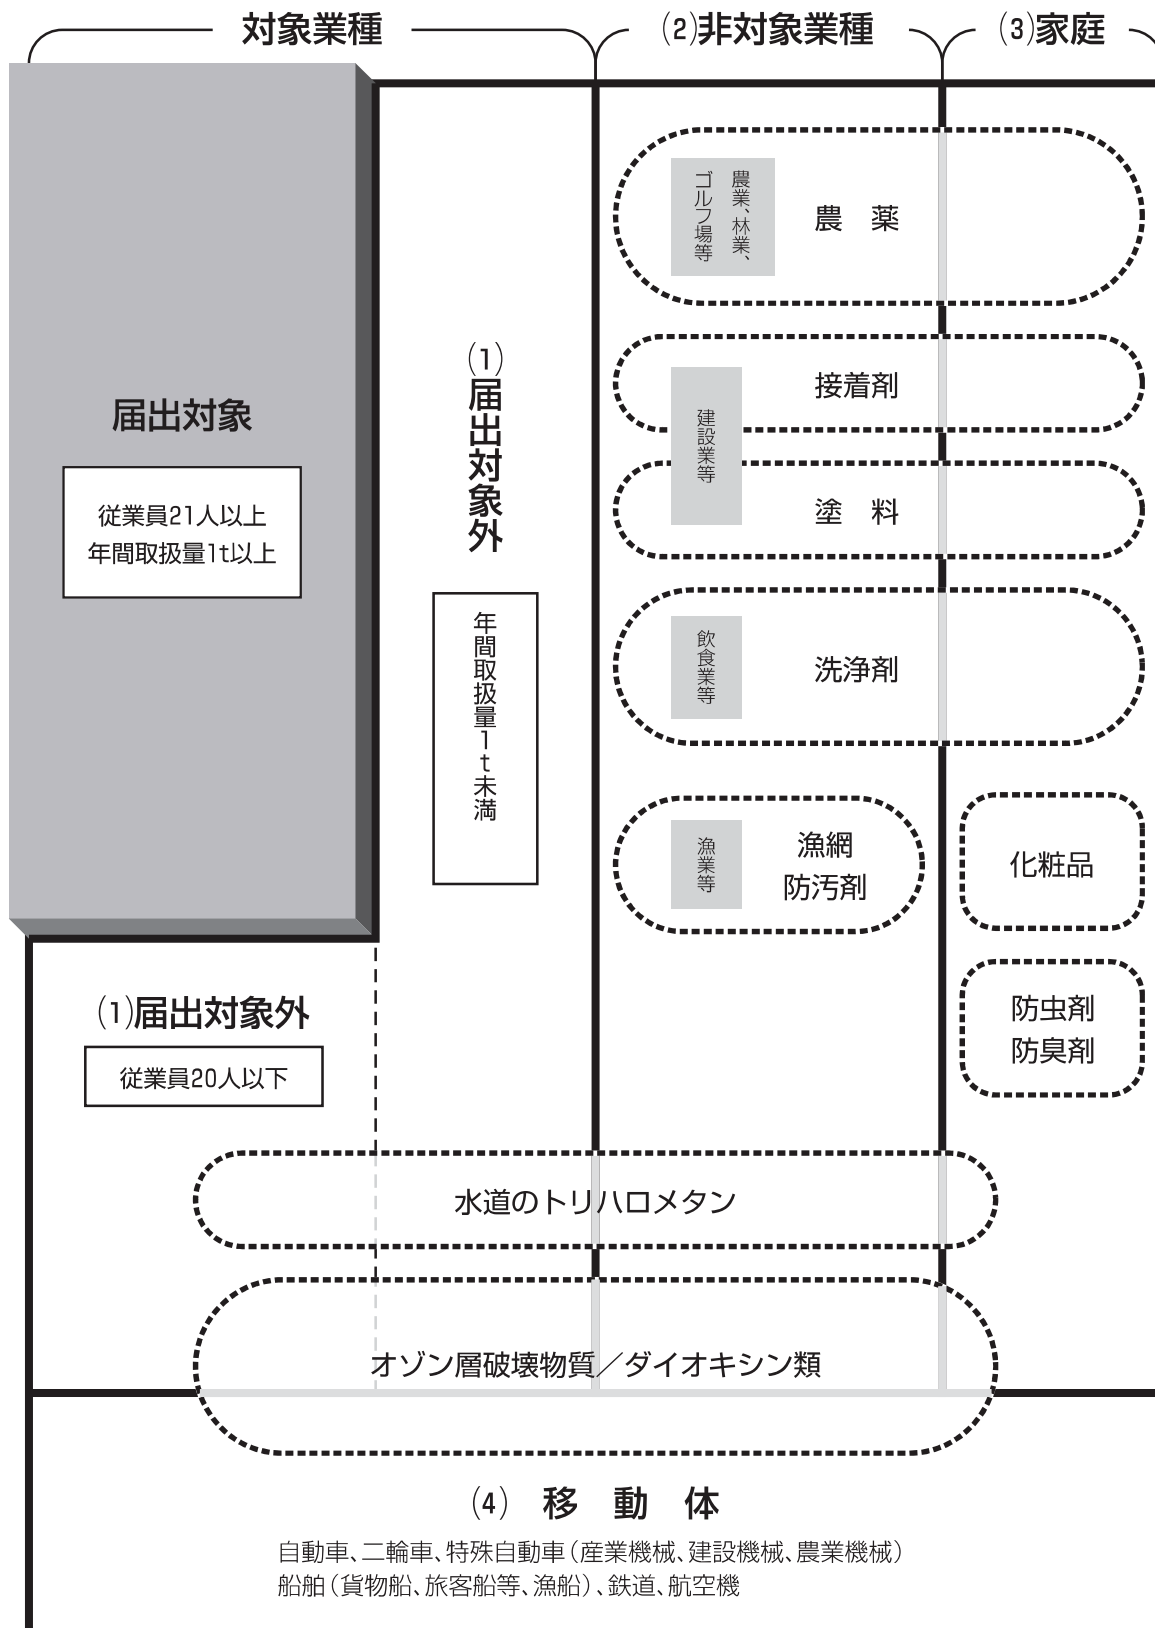 対象業種
(2)非対象業種
(3)家庭
届出対象
従業員21人以上
年間取扱量1t以上
(1)届出対象外
年間取扱量1t未満
農業、林業、
ゴルフ場等
農　薬
接着剤
建設業等
塗　料
飲食業等
洗浄剤
漁業等
漁網
防汚剤
化粧品
防虫剤
防臭剤
(1)届出対象外
従業員20人以下
水道のトリハロメタン
オゾン層破壊物質／ダイオキシン類
(4)　移　動　体
自動車、二輪車、特殊自動車(産業機械、建設機械、農業機械)
船舶(貨物船、旅客船等、漁船)、鉄道、航空機